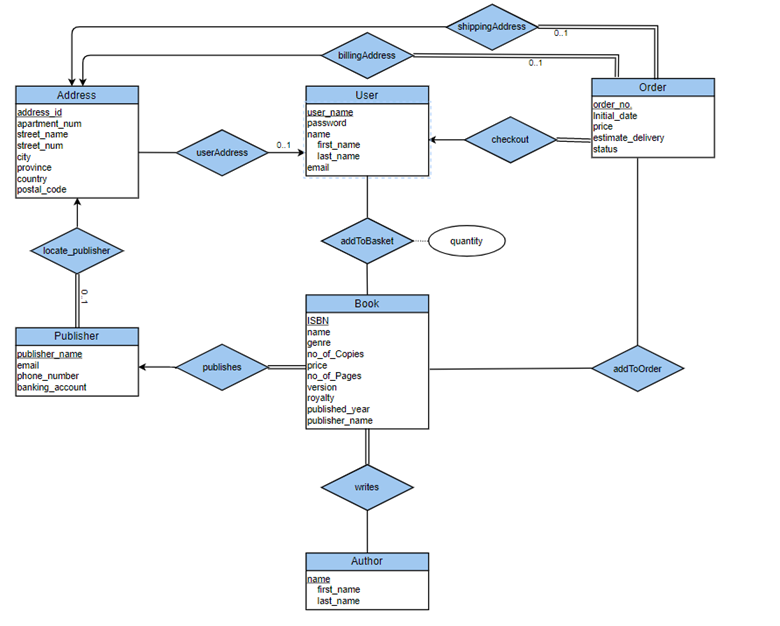 shippingAddress
0..1
billingAddress
0..1
Address
address_id
apartment_num
street_name
street_num
city
province
country
postal_code
userAddress
0..1
User
user_name
password
name
first_name
last_name
email
checkout
Order
order_no.
Initial_date
price
estimate_delivery
status
locate_publisher
0..1
addToBasket
quantity
Publisher
publisher_name
email
phone_number
banking_account
publishes
Book
ISBN
name
genre
no_of_Copies
price
no_of_Pages
version
royalty
published_year
publisher_name
addToOrder
writes
Author
name
first_name
last_name